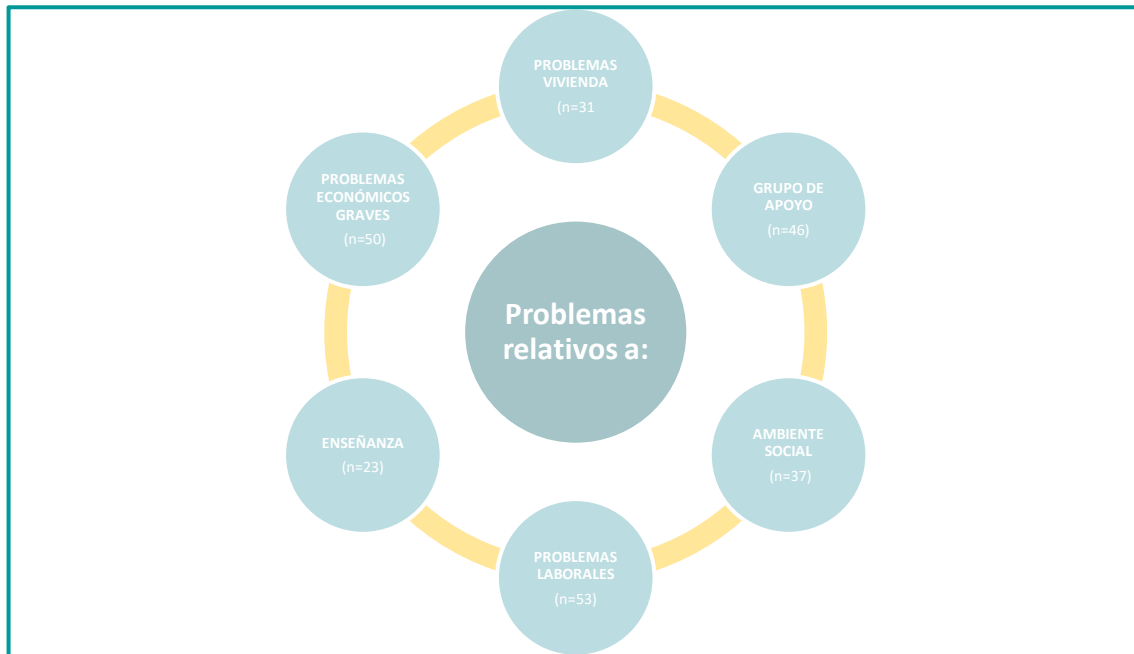 PROBLEMAS
VIVIENDA
(n=31
GRUPO DE
APOYO
(n=46)
AMBIENTE
SOCIAL
(n=37)
PROBLEMAS
LABORALES
(n=53)
ENSEÑANZA
(n=23)
PROBLEMAS
ECONÓMICOS
GRAVES
(n=50)
Problemas
relativos a: